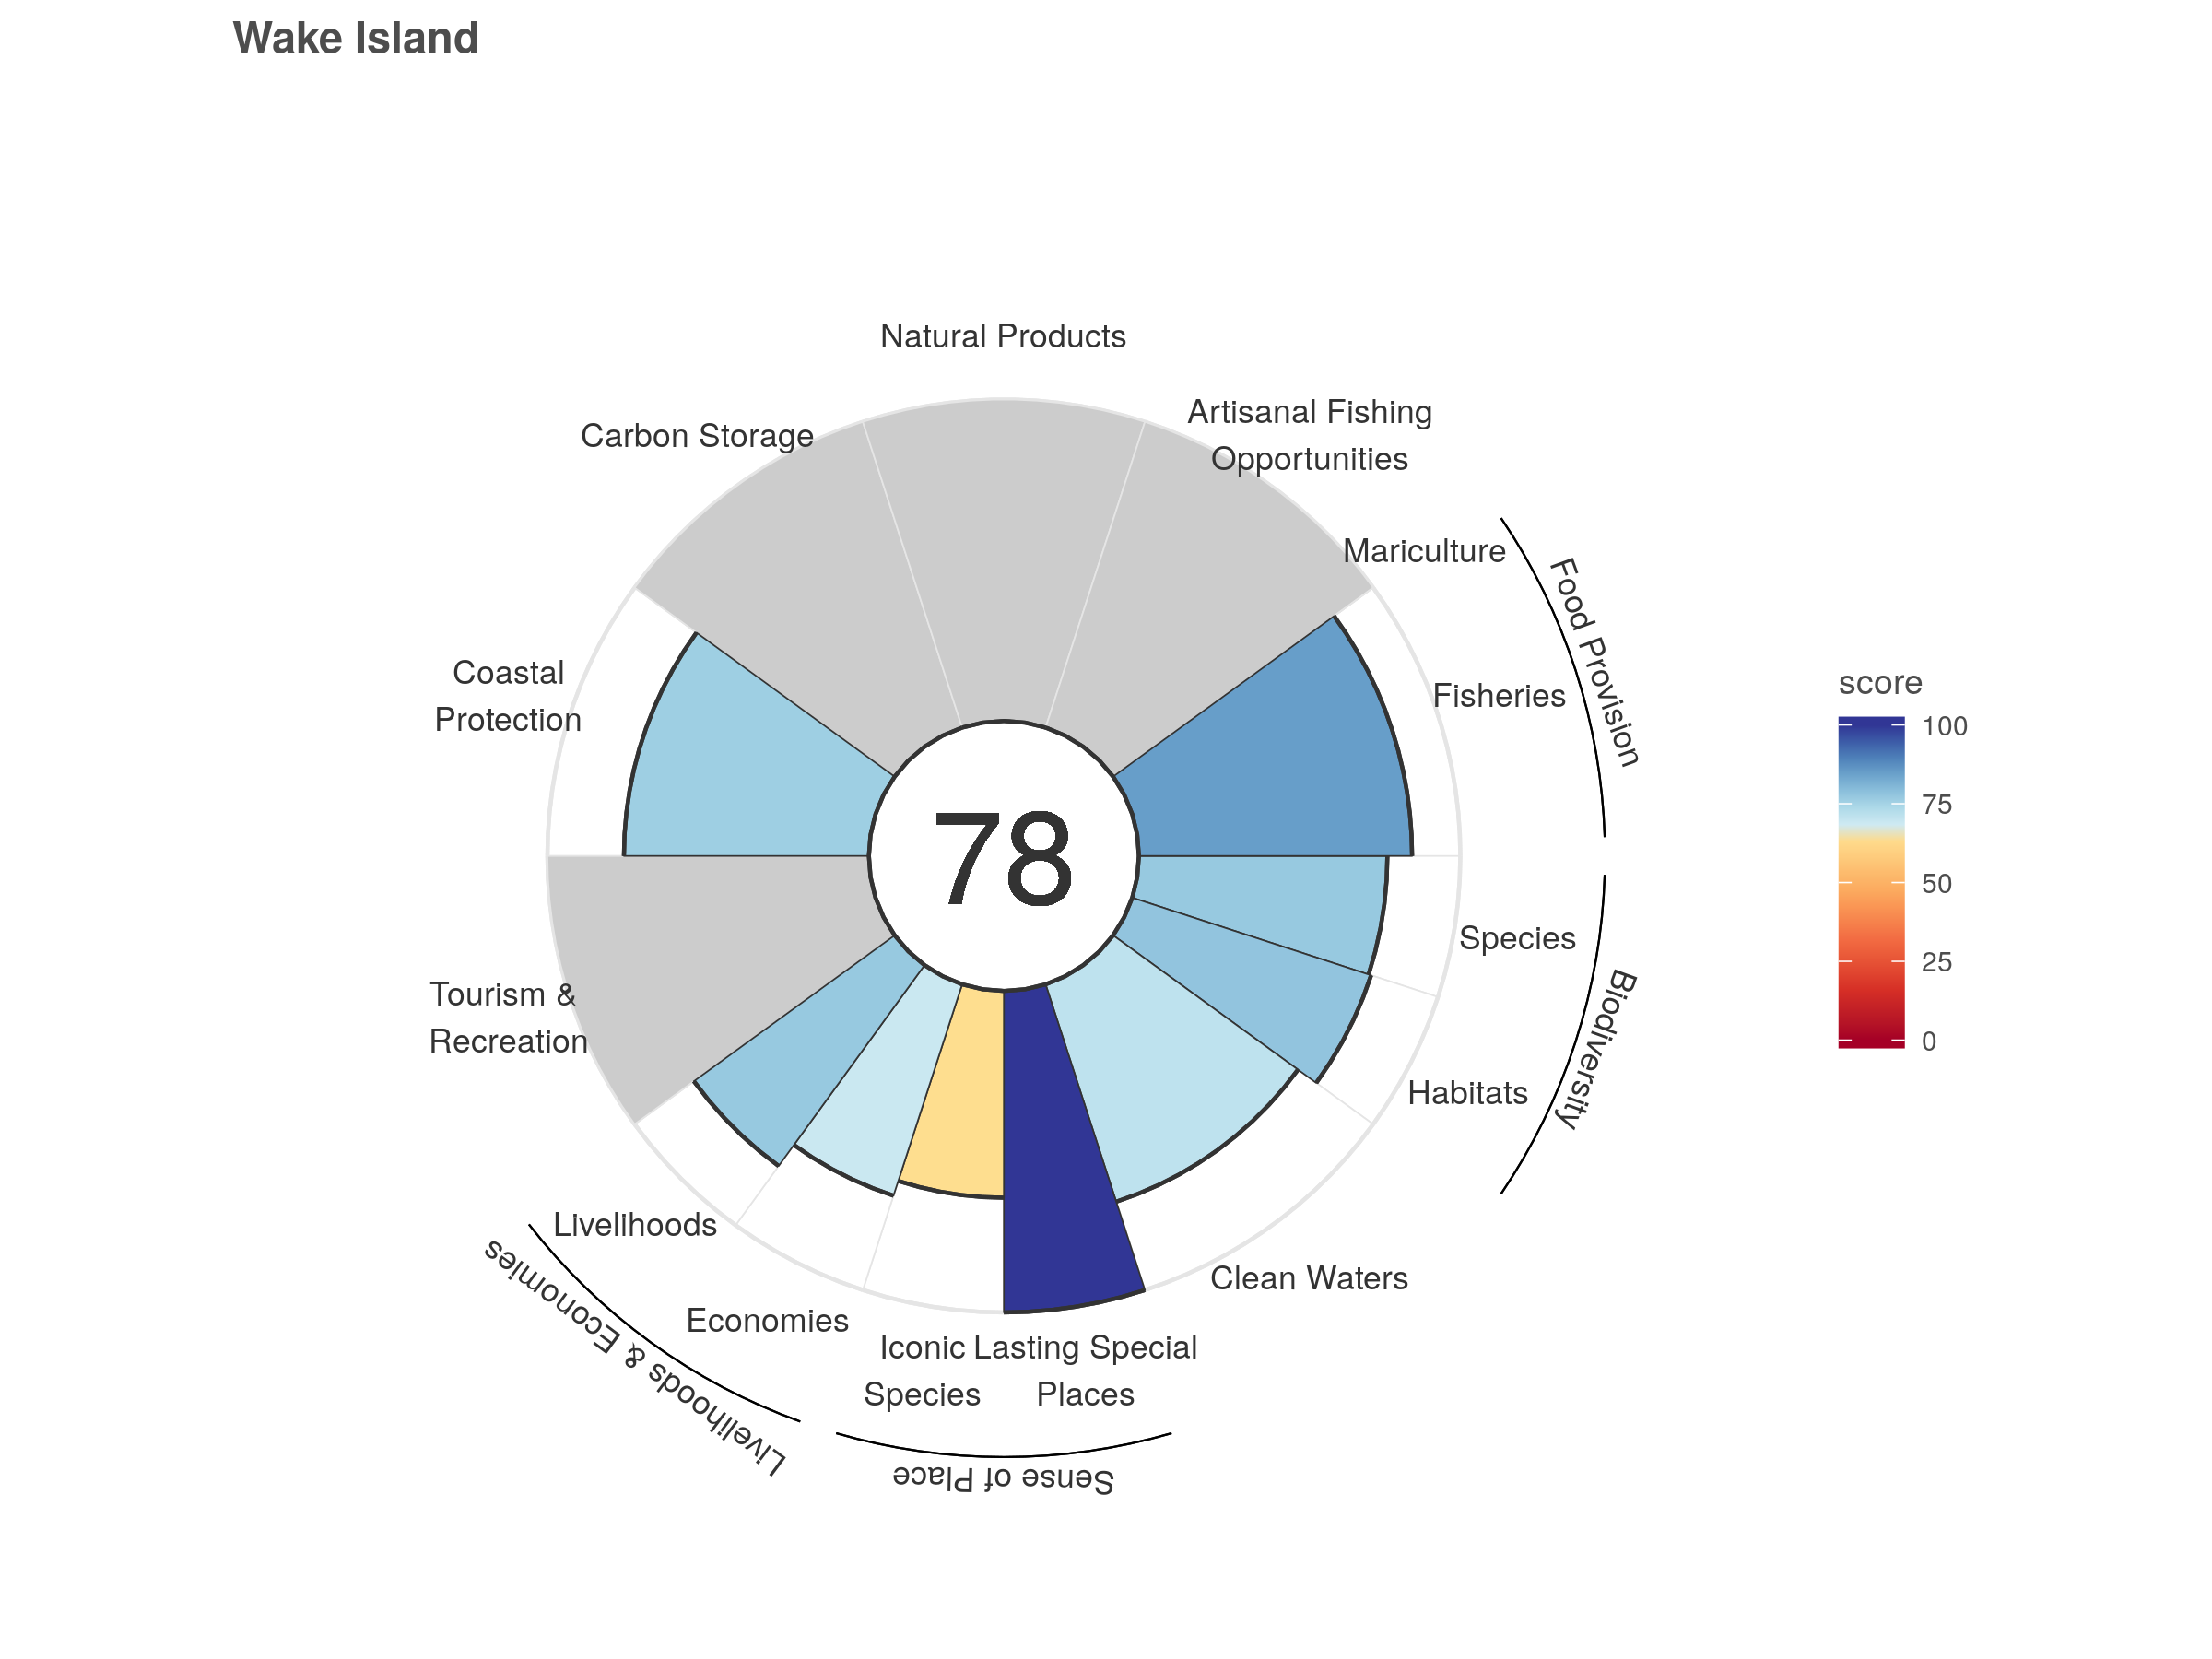 Wake Island
Natural Products
Artisanal Fishing
Opportunities
Carbon Storage
Mariculture
Food Provision
Fisheries
Coastal
Protection
score
100
75
50
25
0
78
Species
Biodiversity
Habitats
Tourism &
Recreation
Livelihoods
Clean Waters
Economies
Livelihoods & Economies
Iconic
Species
Lasting Special
Places
Sense of Place